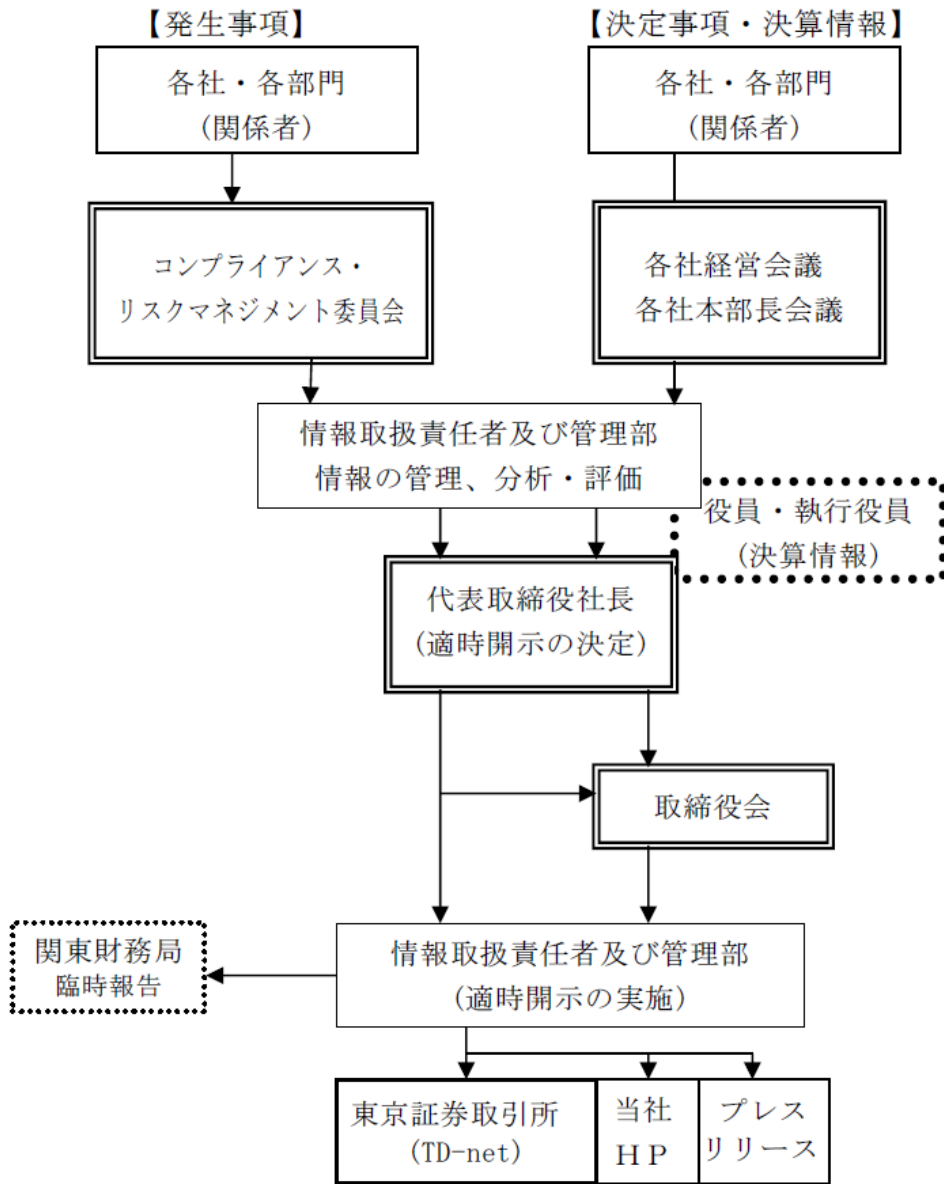 【発生事項】
【決定事項・決算情報】
各社・各部門
(関係者)
各社・各部門
(関係者)
コンプライアンス・
リスクマネジメント委員会
各社経営会議
各社本部長会議
情報取扱責任者及び管理部
情報の管理、分析・評価
役員・執行役員
(決算情報)
代表取締役社長
(適時開示の決定)
取締役会
関東財務局
臨時報告
情報取扱責任者及び管理部
(適時開示の実施)
東京証券取引所
(TD-net)
当社
ＨＰ
プレス
リリース